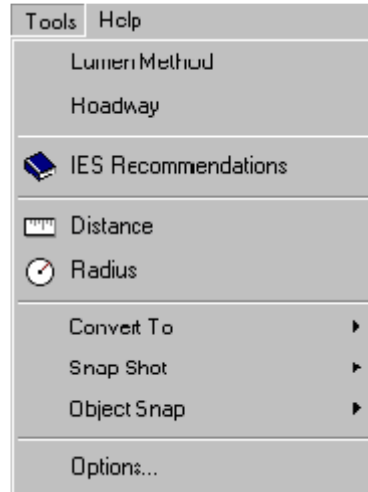 Tools Help
Lumen Method
Roadway
IES Recommendations
Distance
Radius
Convert To
Snap Shot
Object Snap
Options...